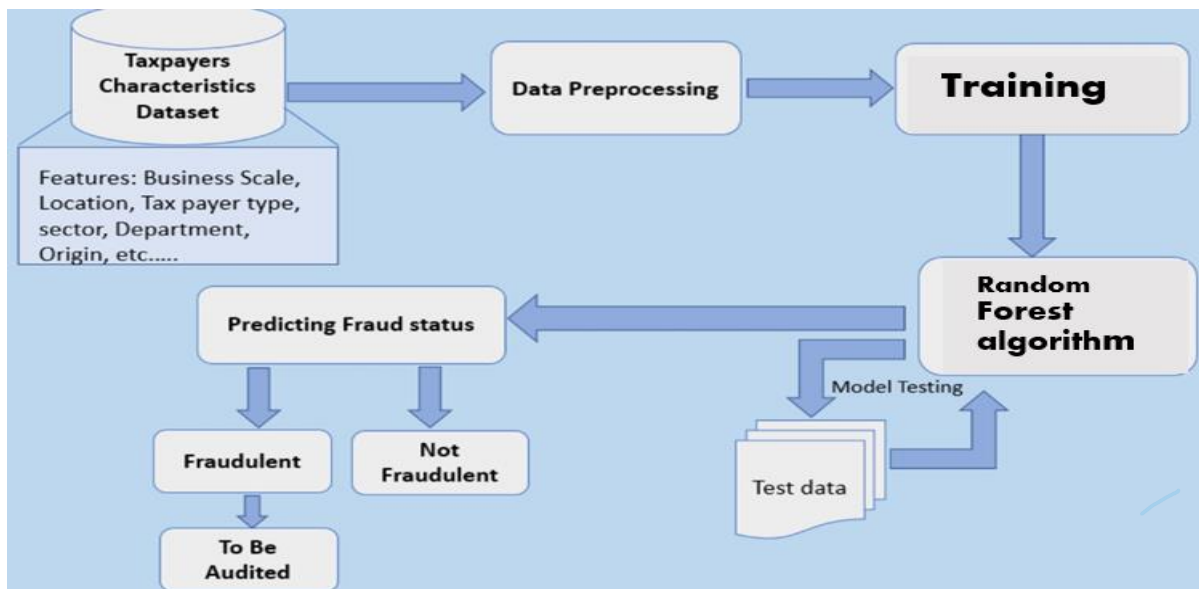 Taxpayers
Characteristics
Dataset
Data Preprocessing
Training
Features: Business Scale,
Location, Tax payer type,
sector, Department,
Origin, etc.....
Random
Forest
algorithm
Predicting Fraud status
Model Testing
Fraudulent
Not
Fraudulent
Test data
To Be
Audited